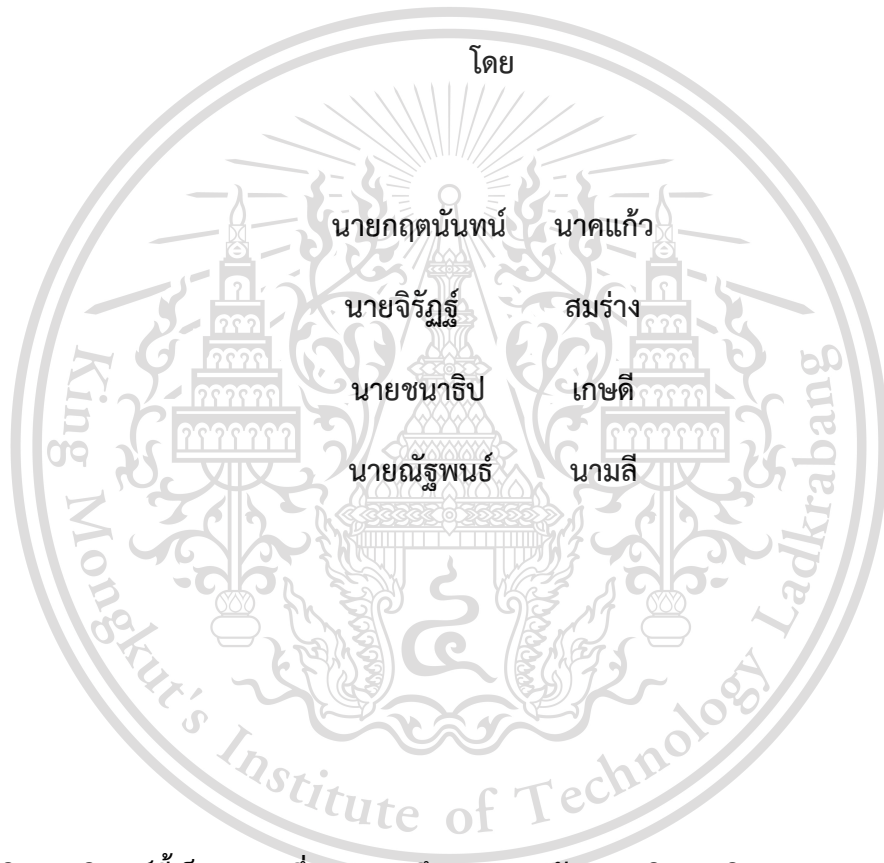 โดย
นายกฤตนันทน์ นาคแก้ว
นายจิรัฏฐ์ สมร่าง
นายชนาธิป เกษดี
นายณัฐพนธ์ นามลี
King Mongkut's Institute of Technology Ladkrabang